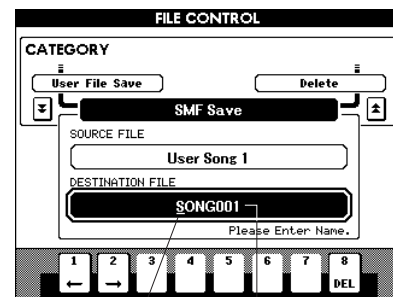 FILE CONTROL
CATEGORY
User File Save
Delete
SMF Save
SOURCE FILE
User Song 1
DESTINATION FILE
SONG001
Please Enter Name.
1 2 3 4 5 6 7 8
← → DEL